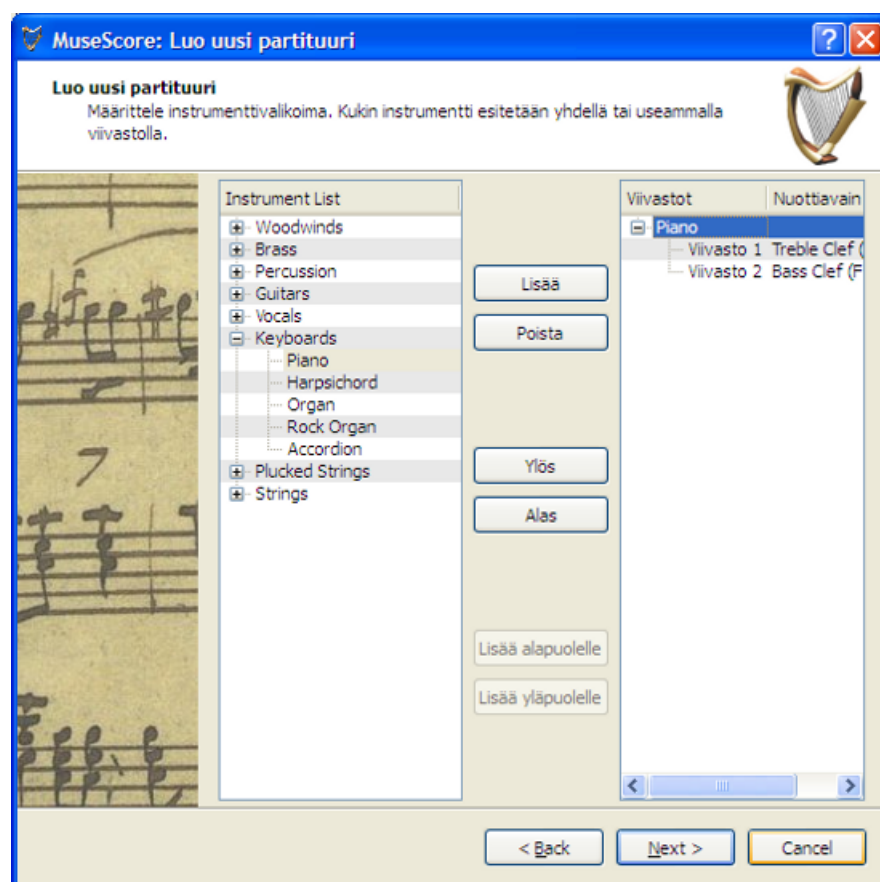 MuseScore: Luo uusi partituuri
Luo uusi partituuri
Määrittele instrumenttivalikoima. Kukin instrumentti esitetään yhdellä tai useammalla
viivastolla.
Instrument List
Woodwinds
Brass
Percussion
Guitars
Vocals
Keyboards
Piano
Harpsichord
Organ
Rock Organ
Accordion
Plucked Strings
Strings
Lisää
Poista
Ylös
Alas
Lisää alapuolelle
Lisää yläpuolelle
Viivastot Nuottiavain
Piano
Viivasto 1 Treble Clef (
Viivasto 2 Bass Clef (F
7
< Back
Next >
Cancel